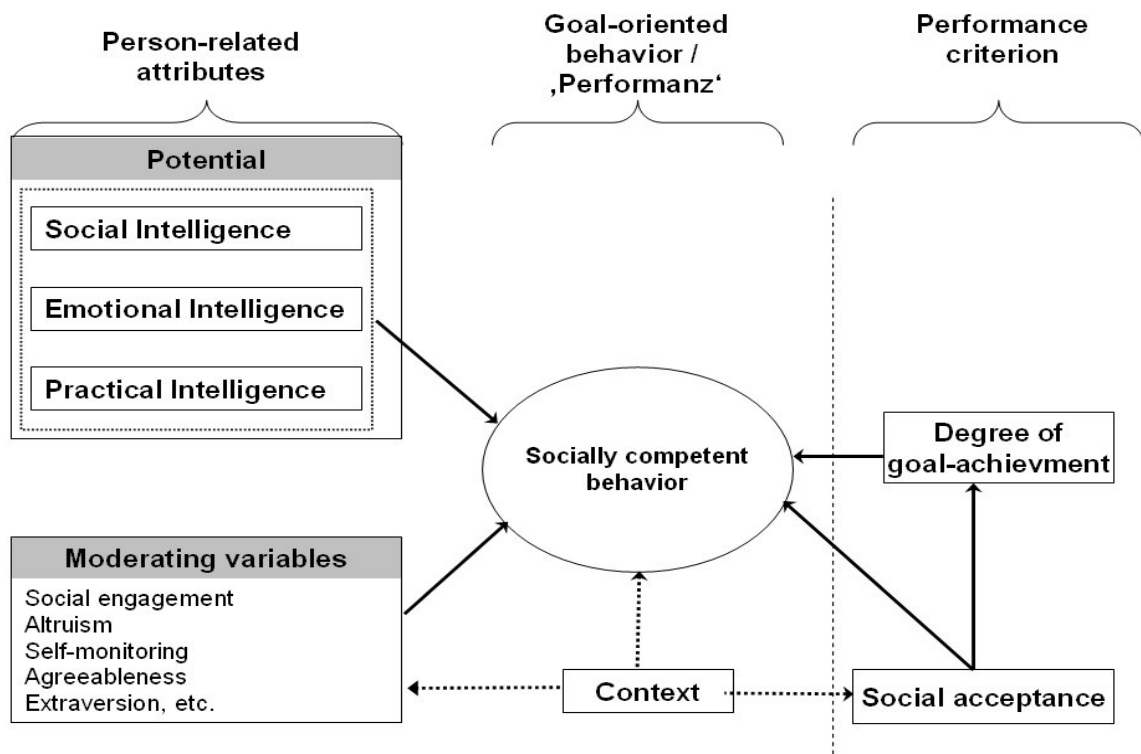 Person-related
attributes
Goal-oriented
behavior /
‚Performanz‘
Performance
criterion
Potential
Social Intelligence
Emotional Intelligence
Practical Intelligence
Socially competent
behavior
Degree of
goal-achievment
Moderating variables
Social engagement
Altruism
Self-monitoring
Agreeableness
Extraversion, etc.
Context
Social acceptance